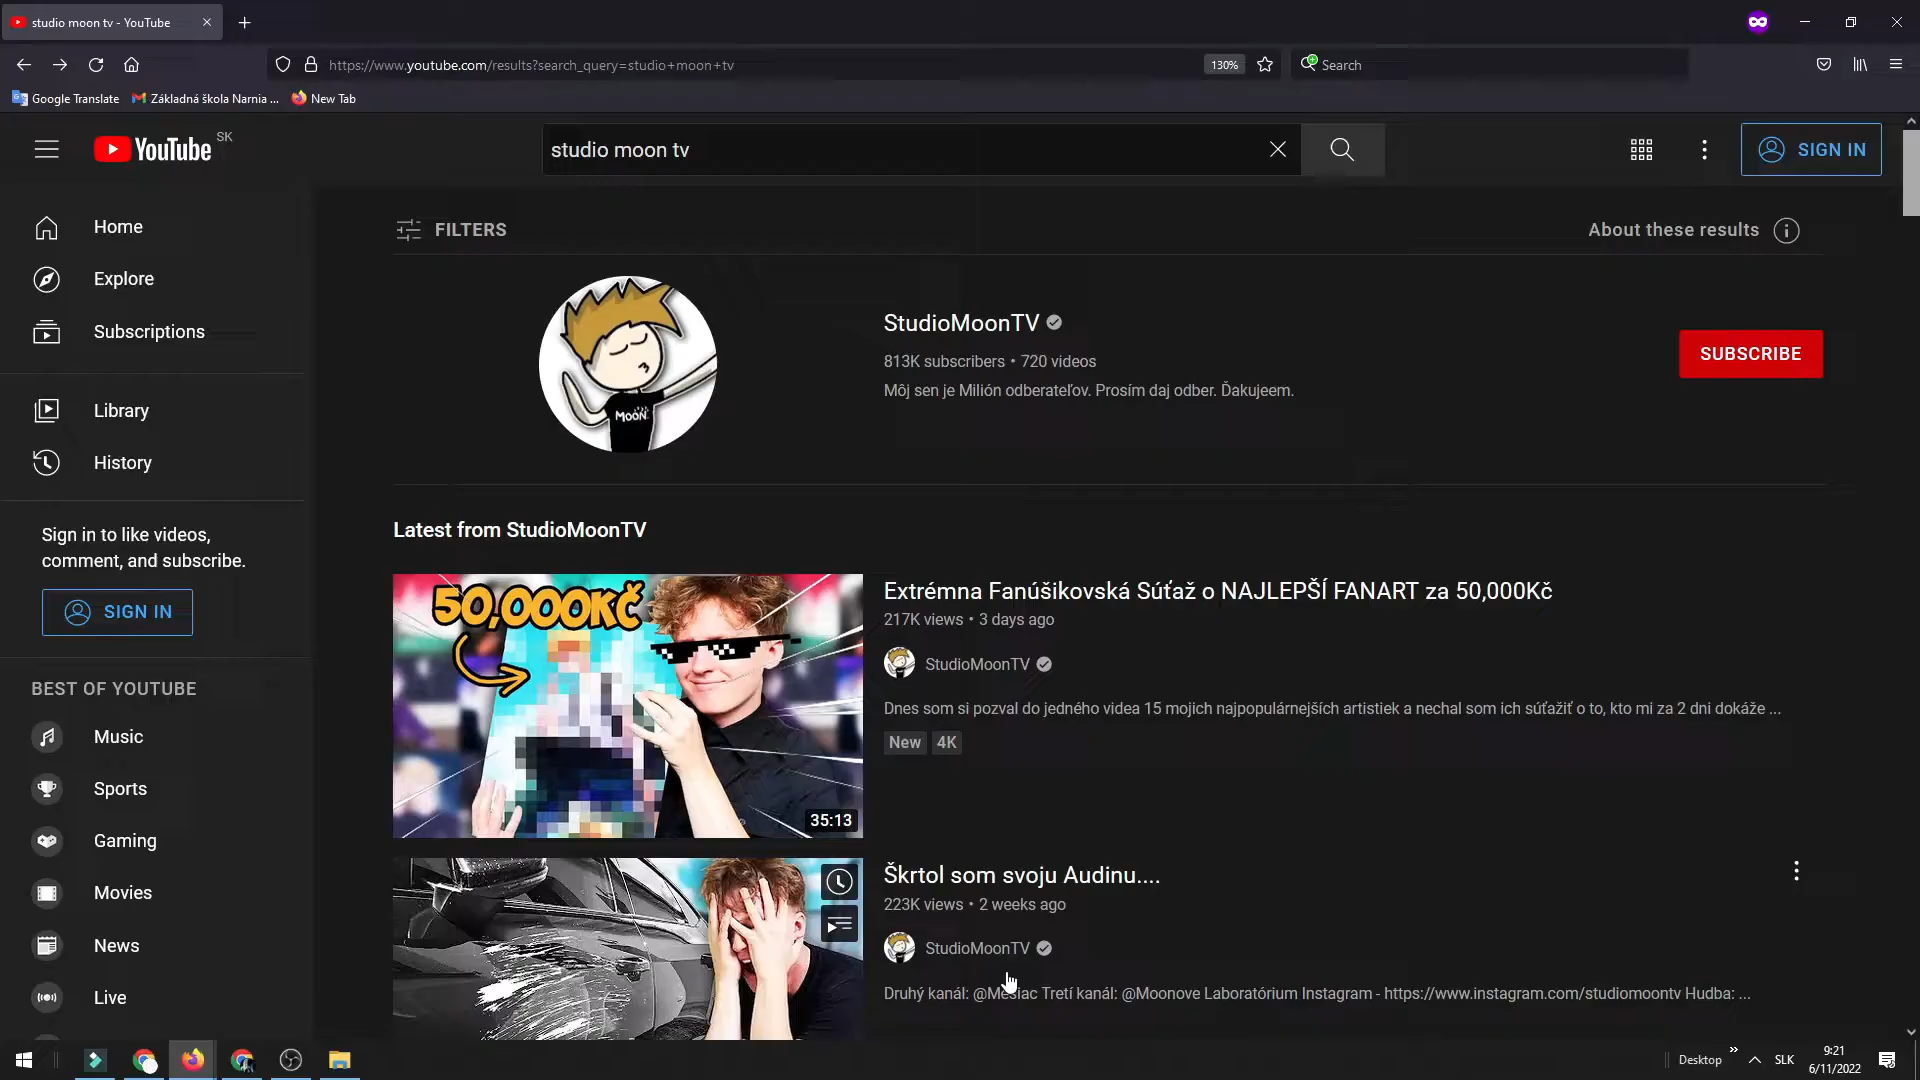 studio moon tv - YouTube
https://www.youtube.com/results?search_query=studio+moon+tv
130%
Search
Google Translate
Základná škola Narnia ...
New Tab
YouTube SK
studio moon tv
SIGN IN
Home
Explore
Subscriptions
Library
History
Sign in to like videos,
comment, and subscribe.
SIGN IN
BEST OF YOUTUBE
Music
Sports
Gaming
Movies
News
Live
FILTERS
About these results
MOON
StudioMoonTV
813K subscribers • 720 videos
Môj sen je Milión odberateľov. Prosím daj odber. Ďakujeem.
SUBSCRIBE
Latest from StudioMoonTV
50,000KČ
35:13
Extrémna Fanúšikovská Súťaž o NAJLEPŠÍ FANART za 50,000Kč
217K views • 3 days ago
StudioMoonTV
Dnes som si pozval do jedného videa 15 mojich najpopulárnejších artistiek a nechal som ich súťažiť o to, kto mi za 2 dni dokáže ...
New
4K
Škrtol som svoju Audinu....
223K views • 2 weeks ago
StudioMoonTV
Druhý kanál: @Mesiac Tretí kanál: @Moonove Laboratórium Instagram - https://www.instagram.com/studiomoontv Hudba: ...
Desktop
SLK
9:21
6/11/2022